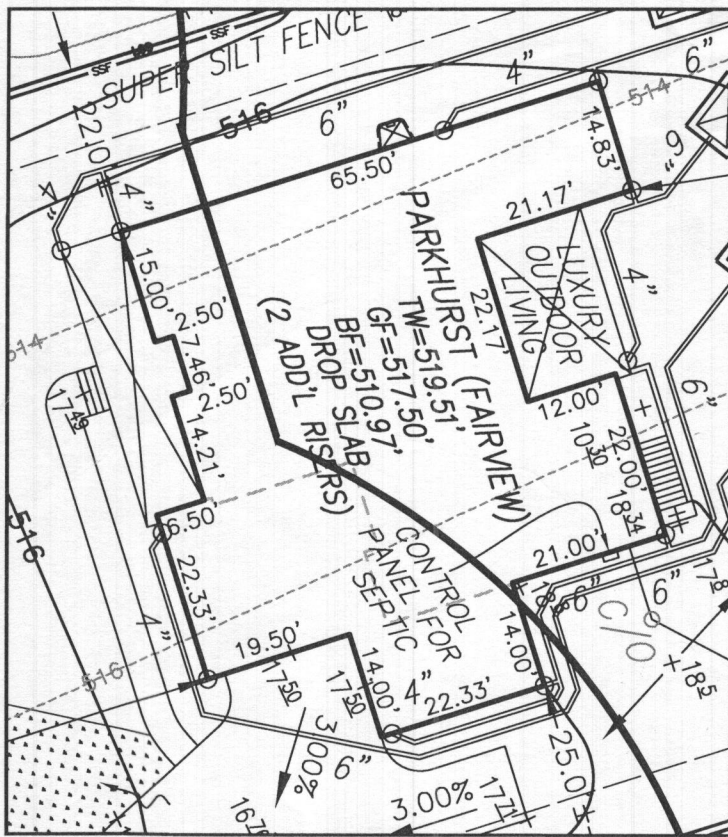 SSF
SSF
SUPER SILT FENCE
22.0
516
6"
4"
6"
514
4"
65.50'
14.83'
6"
21.17'
LUXURY
OUTDOOR
LIVING
4"
15.00'
2.50'
7.46'
2.50'
14.21'
6.50'
22.33'
22.17'
PARKHURST (FAIRVIEW)
TW=519.51'
GF=517.50'
BF=510.97'
DROP SLAB
(2 ADD'L RISERS)
514
17 49
516
12.00'
10 30
22.00'
18 34
6"
CONTROL
PANEL FOR
SEPTIC
21.00'
6"
6"
C/O
18 5
4"
516
19.50'
17 50
14.00'
17 50
4"
22.33'
14.00'
25.0
3.00%
6"
3.00%
17 71